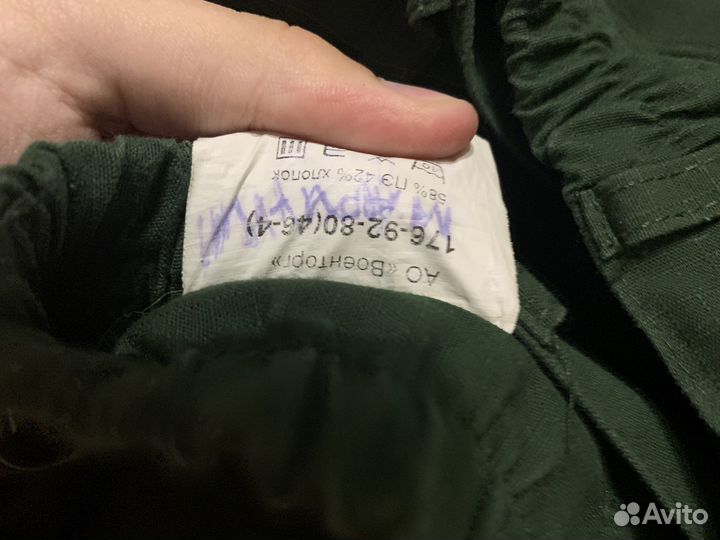 АО «Военторг»
176-92-80(46-4)
58% ПЭ 42% хлопок
Avito